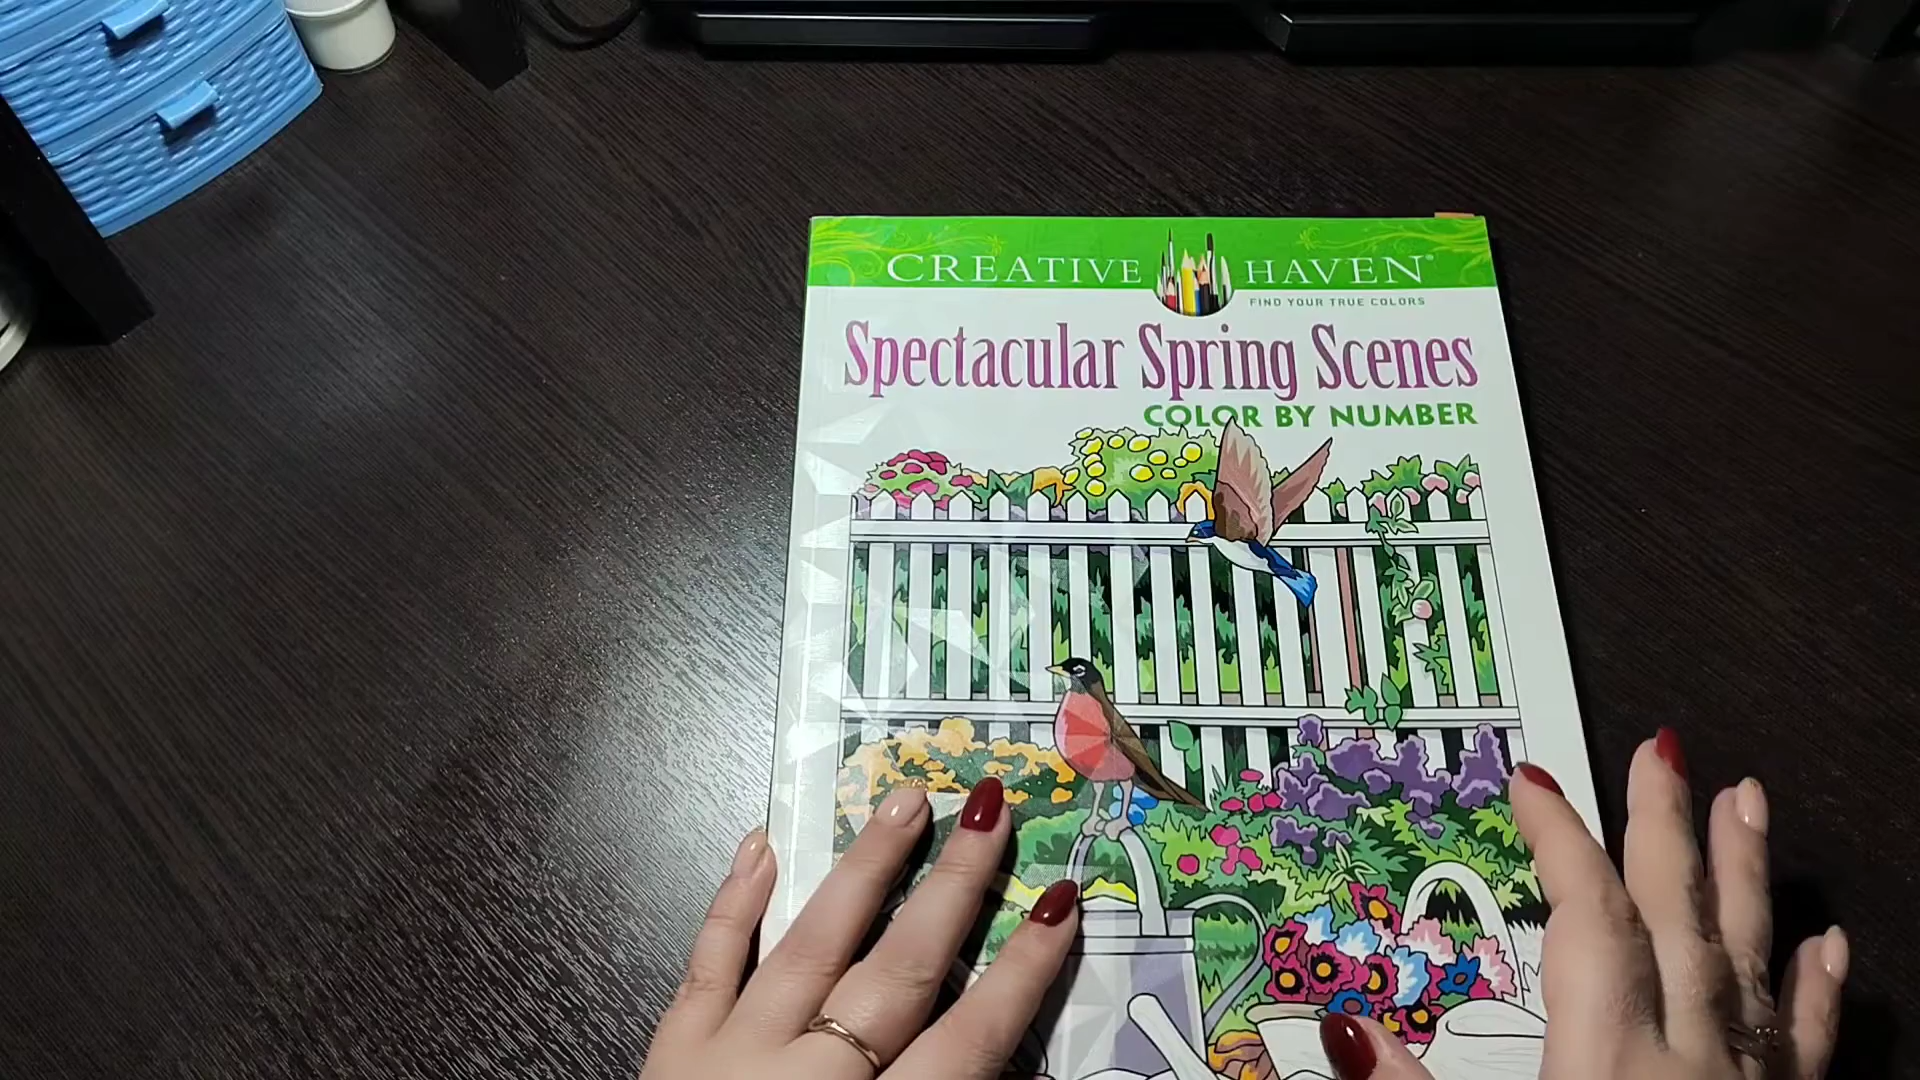 CREATIVE HAVEN®
FIND YOUR TRUE COLORS
Spectacular Spring Scenes
COLOR BY NUMBER